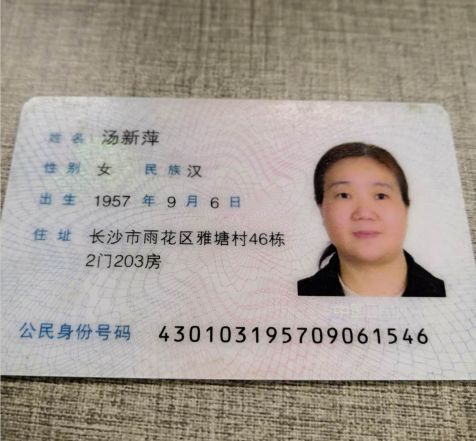 姓名 汤新萍
性别 女 民族 汉
出生 1957 年 9 月 6 日
住址 长沙市雨花区雅塘村46栋
2门203房
公民身份号码 430103195709061546